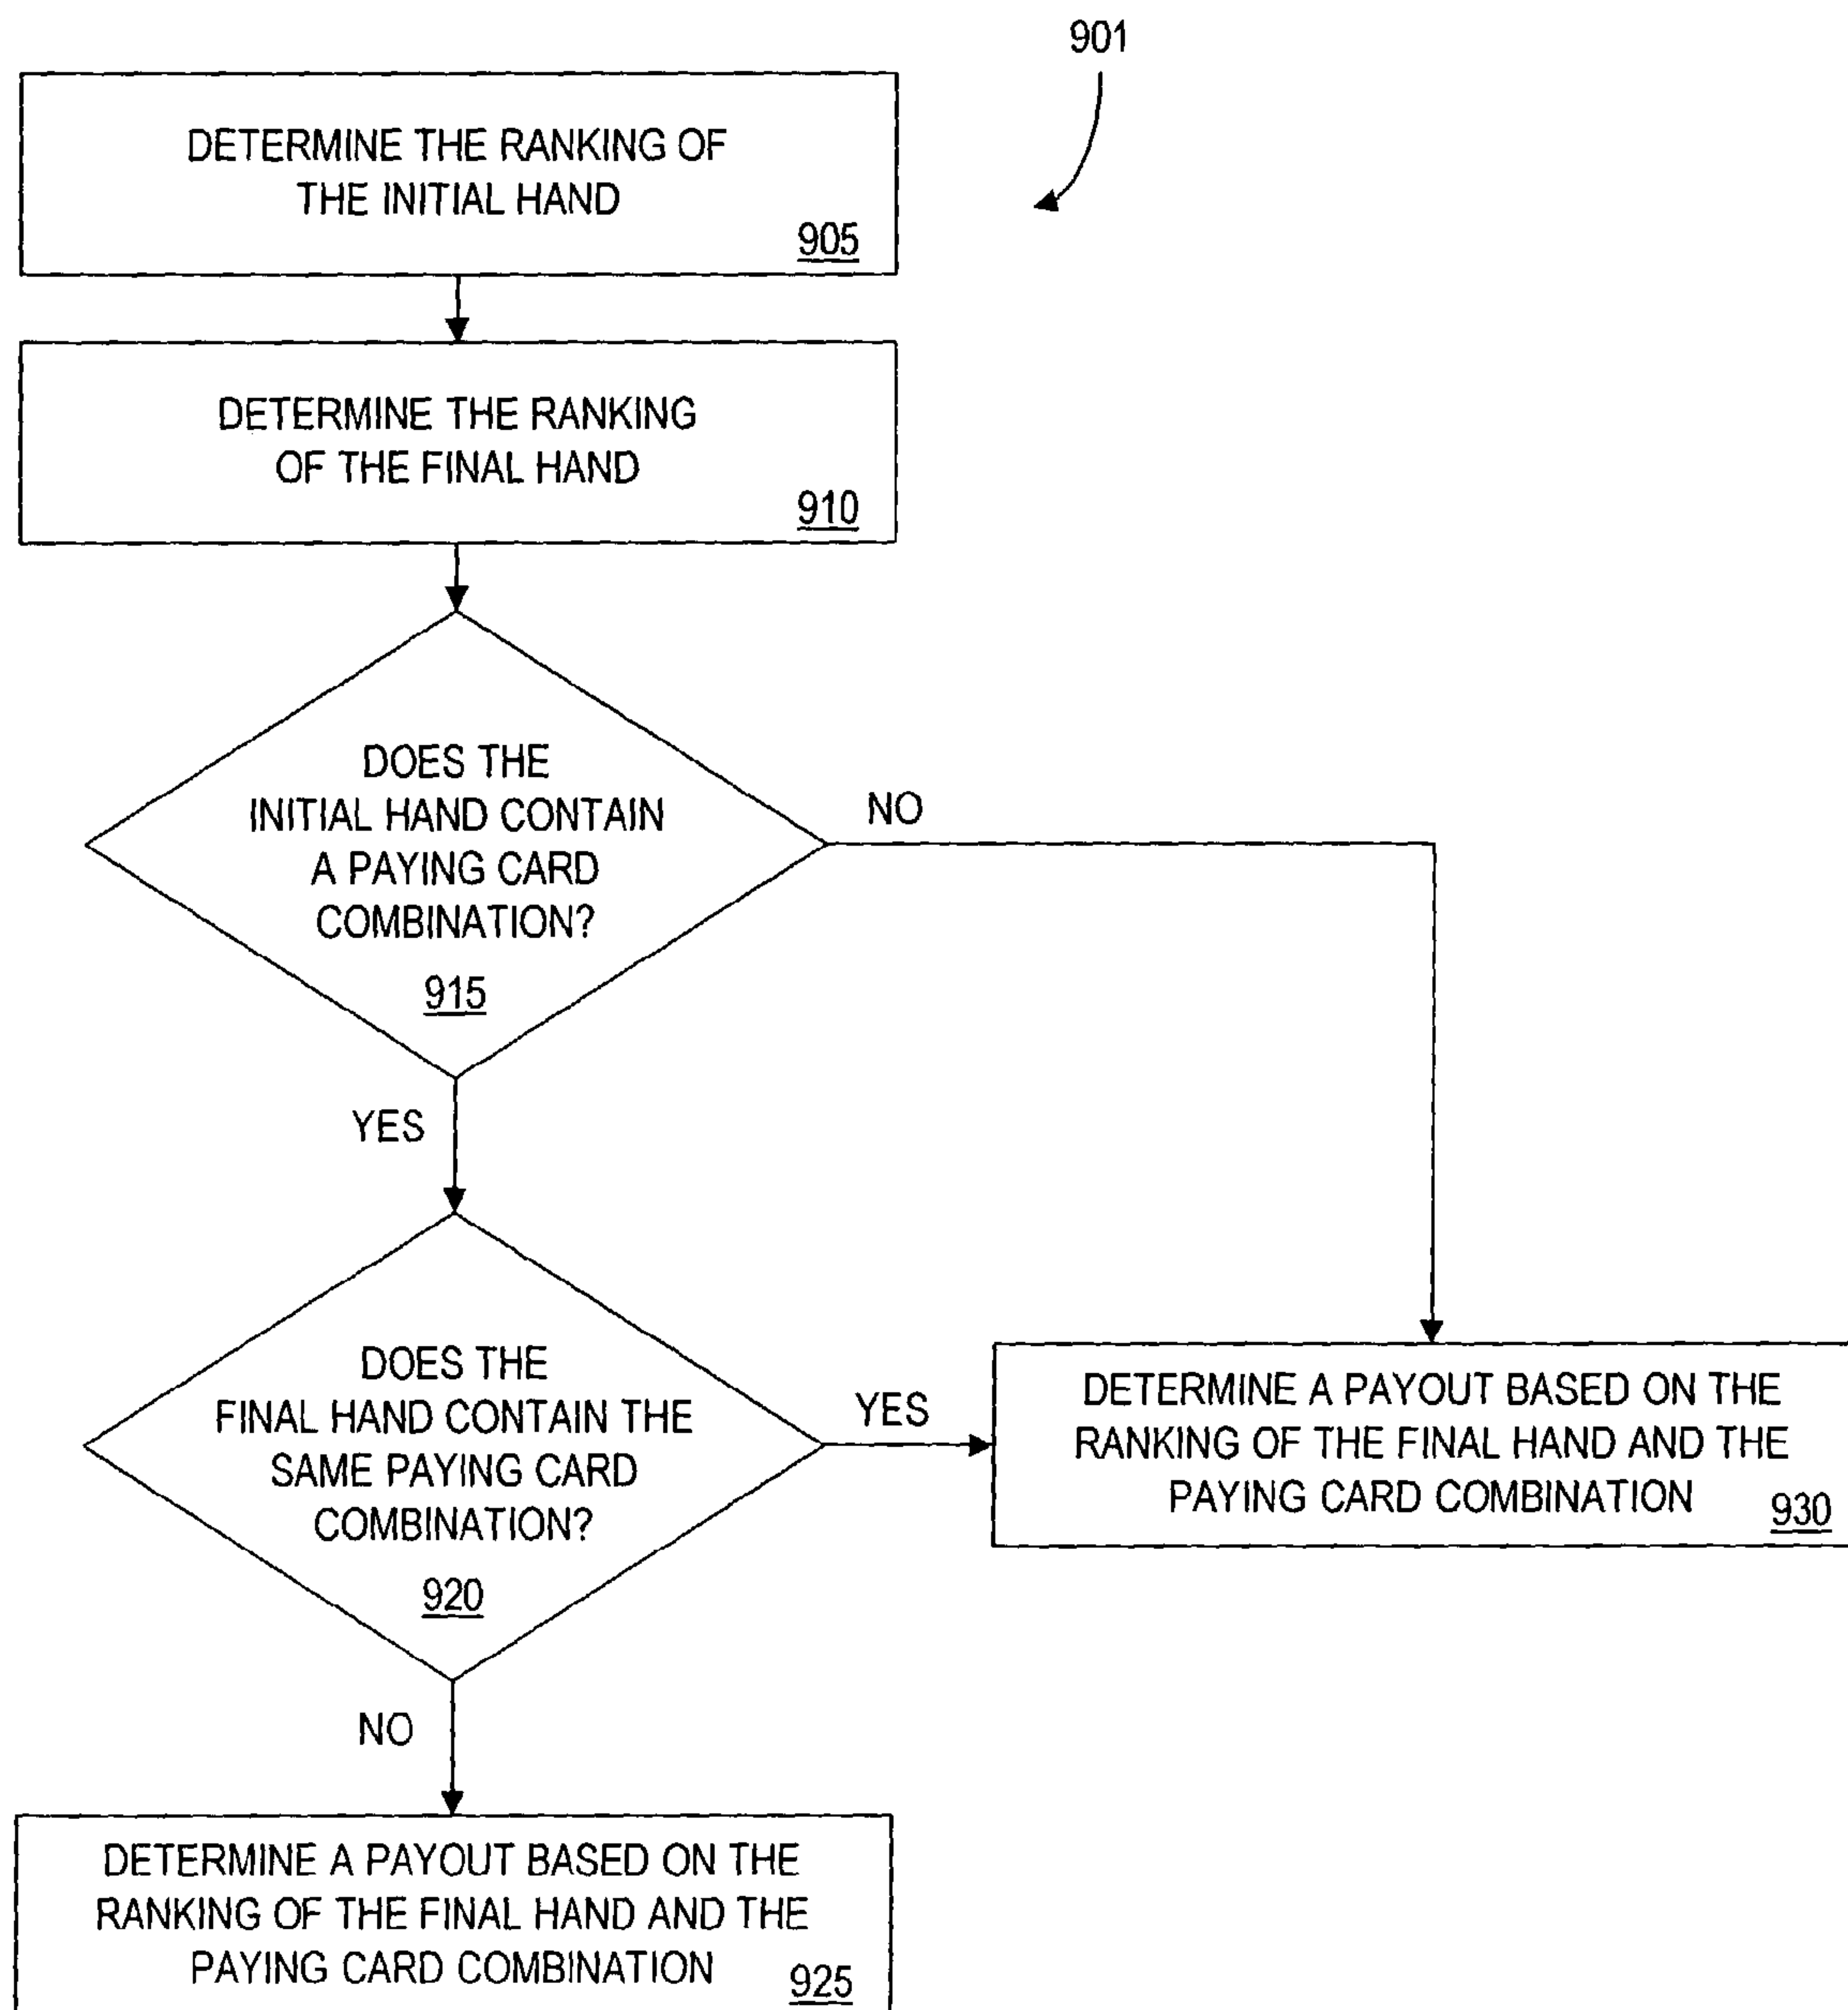 901
DETERMINE THE RANKING OF
THE INITIAL HAND
905
DETERMINE THE RANKING
OF THE FINAL HAND
910
DOES THE
INITIAL HAND CONTAIN
A PAYING CARD
COMBINATION?
915
NO
YES
DOES THE
FINAL HAND CONTAIN THE
SAME PAYING CARD
COMBINATION?
920
YES
DETERMINE A PAYOUT BASED ON THE
RANKING OF THE FINAL HAND AND THE
PAYING CARD COMBINATION
930
NO
DETERMINE A PAYOUT BASED ON THE
RANKING OF THE FINAL HAND AND THE
PAYING CARD COMBINATION
925